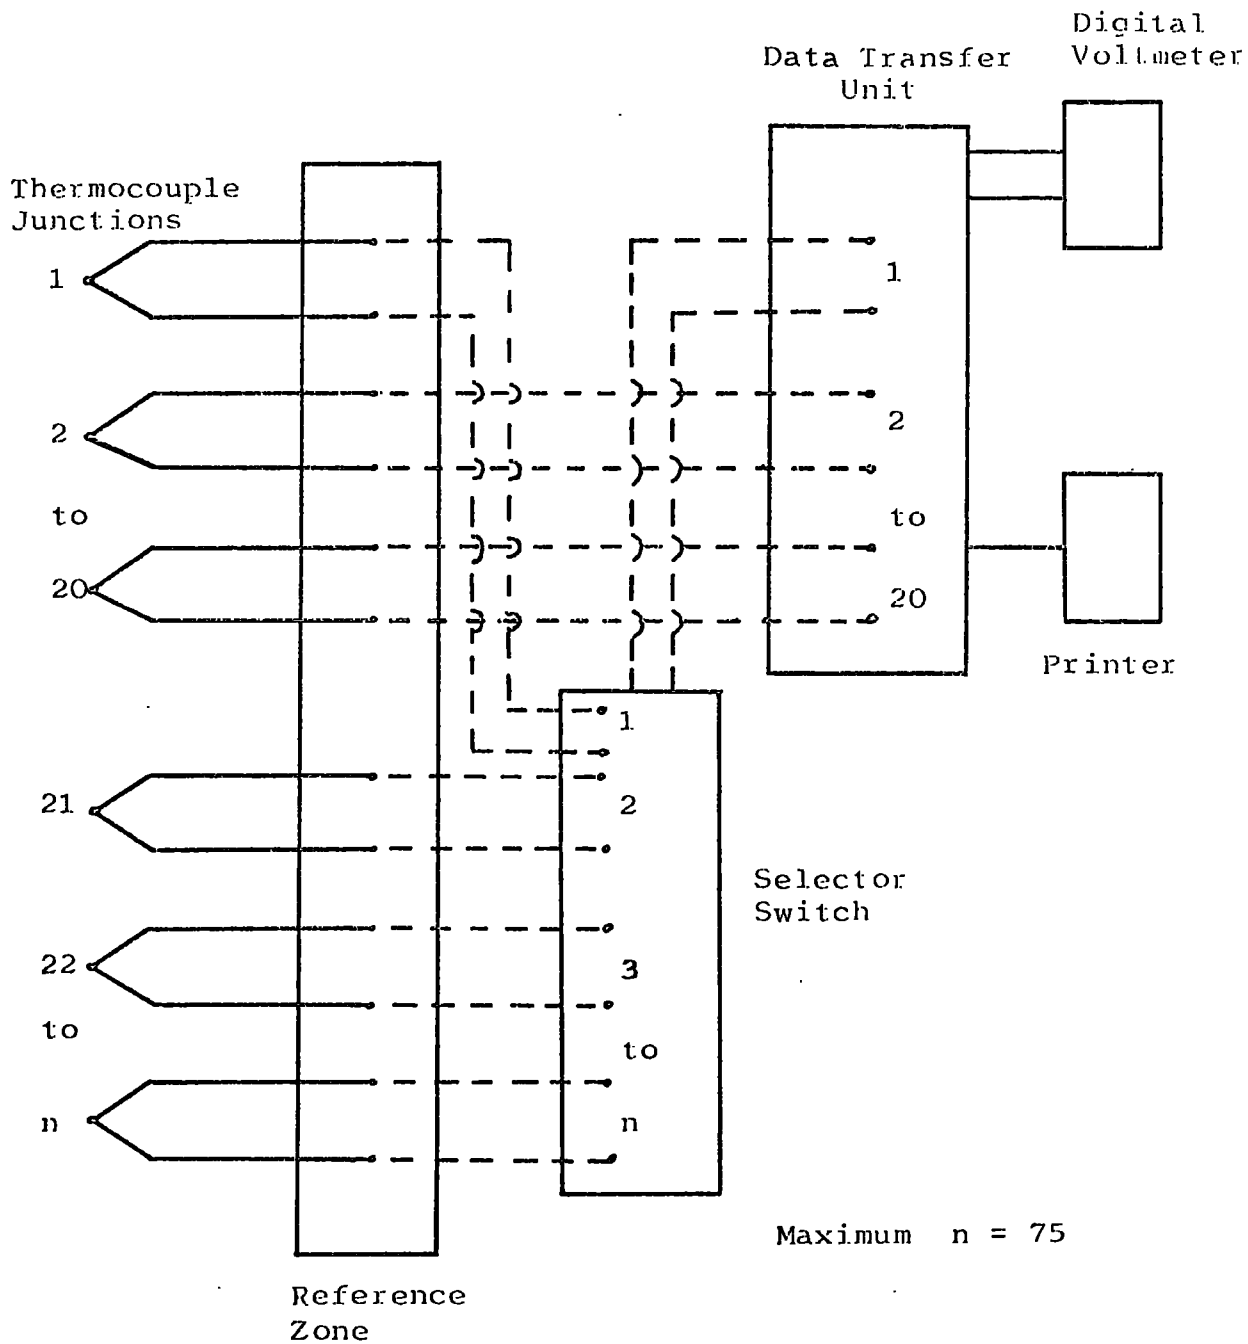 Digital
Voltmeter
Data Transfer
Unit
Thermocouple
Junctions
1
1
2
2
to
to
20
20
Printer
1
21
2
Selector
Switch
22
3
to
to
n
n
Maximum n = 75
Reference
Zone